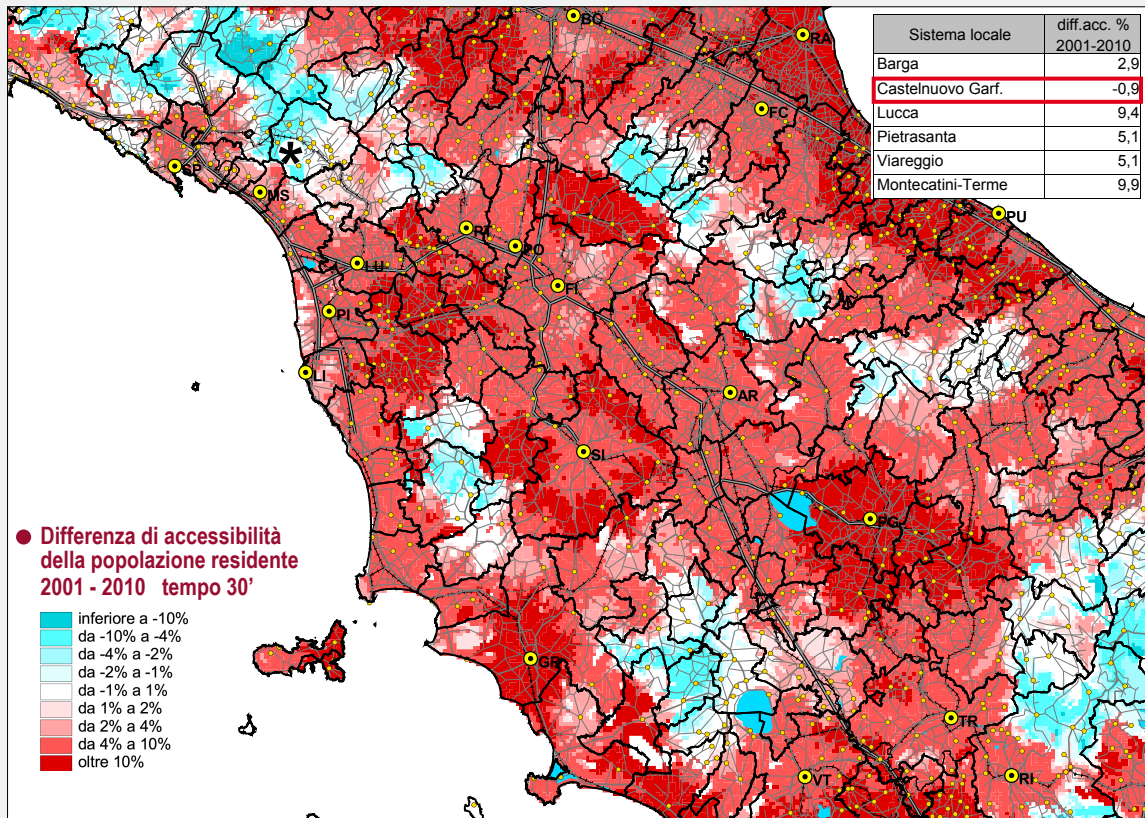 BO
RA
FC
SP
MS
PU
PT
PO
LU
FI
PI
LI
AR
SI
PG
GR
TR
VT
RI
*
Sistema locale diff.acc. % 2001-2010
Barga 2,9
Castelnuovo Garf. -0,9
Lucca 9,4
Pietrasanta 5,1
Viareggio 5,1
Montecatini-Terme 9,9
Differenza di accessibilità
della popolazione residente
2001 - 2010 tempo 30’
inferiore a -10%
da -10% a -4%
da -4% a -2%
da -2% a -1%
da -1% a 1%
da 1% a 2%
da 2% a 4%
da 4% a 10%
oltre 10%